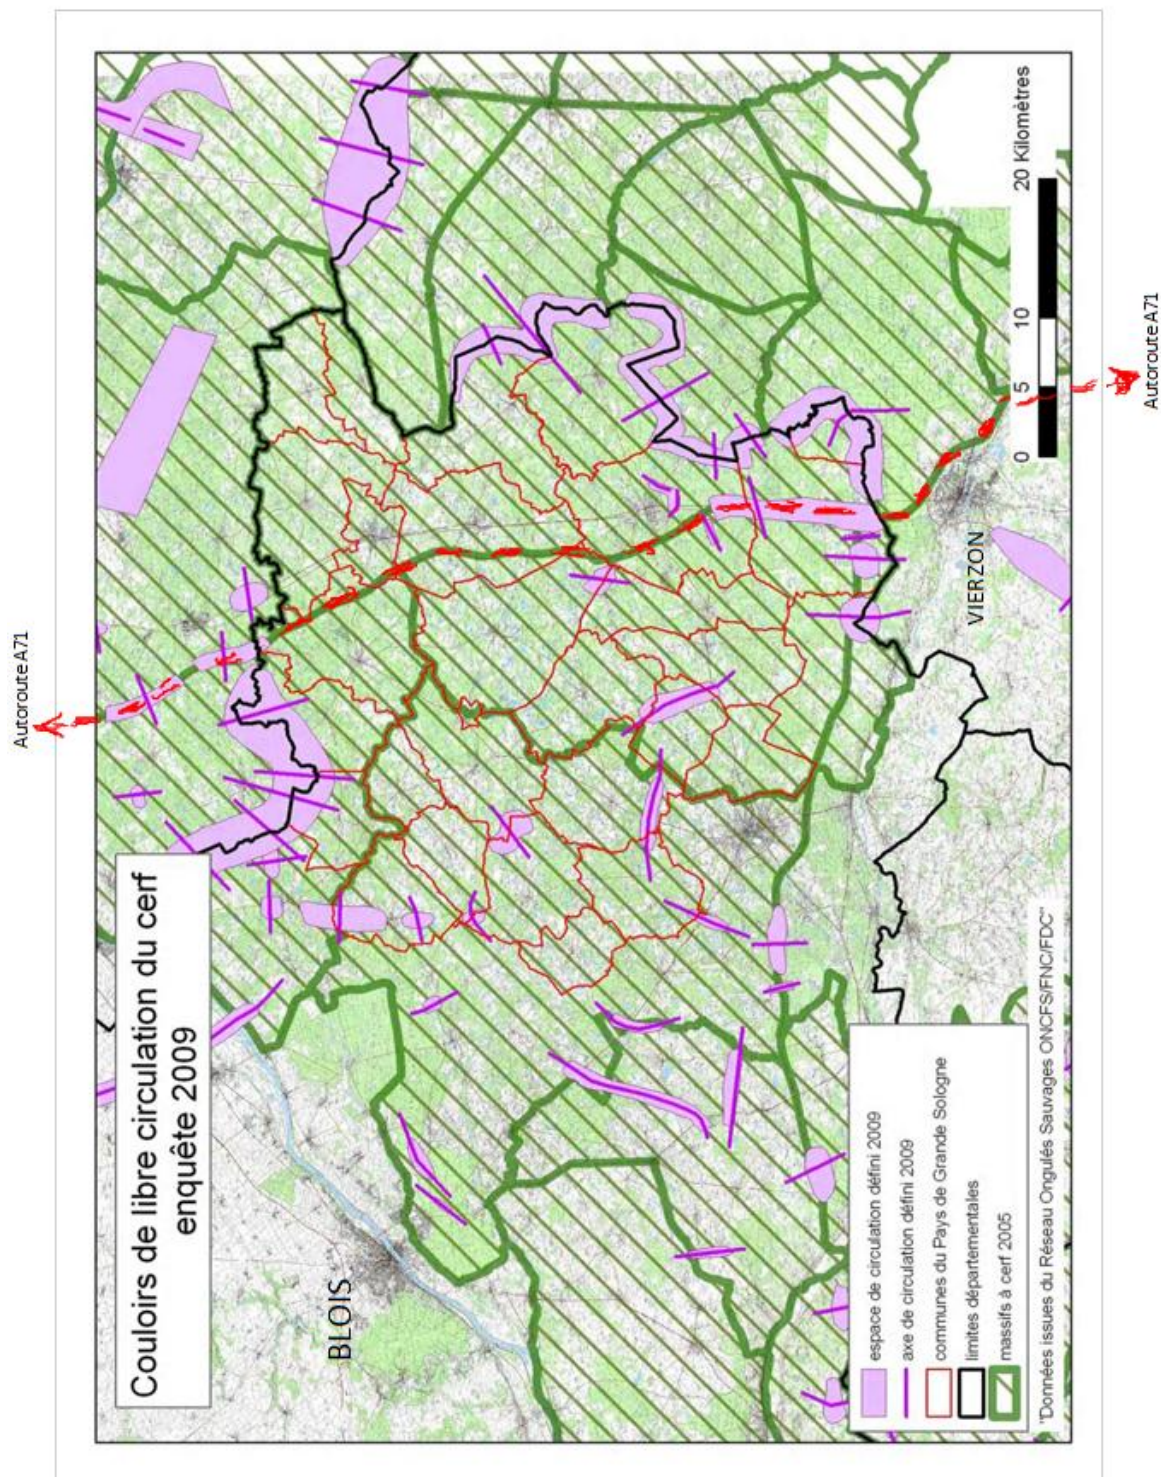 Couloirs de libre circulation du cerf
enquête 2009
Autoroute A71
Autoroute A71
BLOIS
VIERZON
0 5 10 20 Kilomètres
espace de circulation défini 2009
axe de circulation défini 2009
communes du Pays de Grande Sologne
limites départementales
massifs à cerf 2005
"Données issues du Réseau Ongulés Sauvages ONCFS/FNC/FDC"